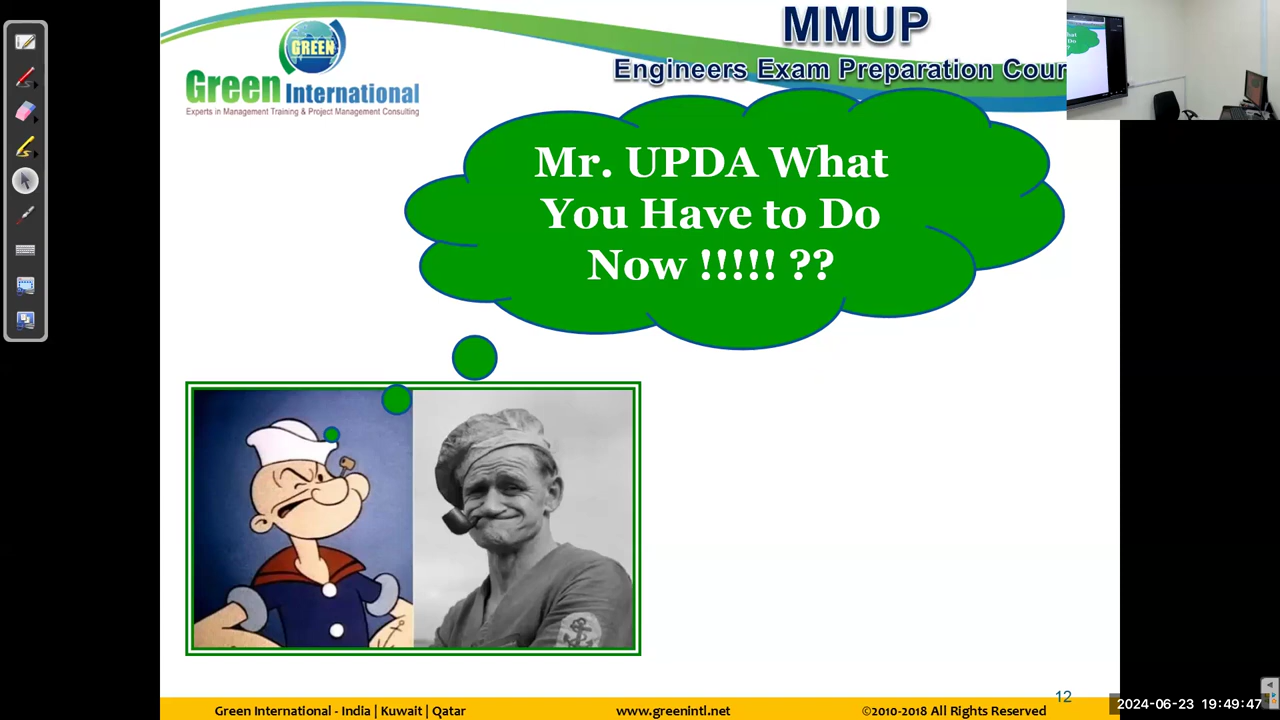 MMUP
Engineers Exam Preparation Cour
GREEN
Green International
Experts in Management Training & Project Management Consulting
Mr. UPDA What
You Have to Do
Now !!!!! ??
12
Green International - India | Kuwait | Qatar
www.greenintl.net
©2010-2018 All Rights Reserved
2024-06-23 19:49:47